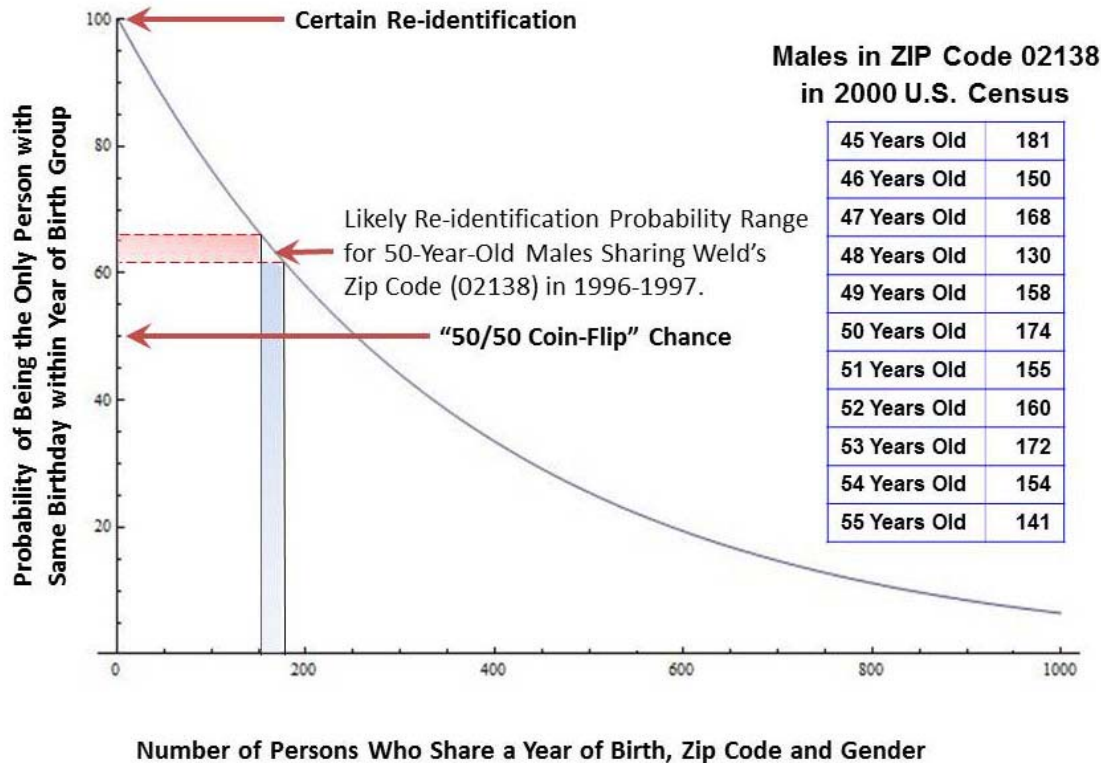 100
Certain Re-identification
Males in ZIP Code 02138
in 2000 U.S. Census
45 Years Old 181
46 Years Old 150
47 Years Old 168
48 Years Old 130
49 Years Old 158
50 Years Old 174
51 Years Old 155
52 Years Old 160
53 Years Old 172
54 Years Old 154
55 Years Old 141
Probability of Being the Only Person with
Same Birthday within Year of Birth Group
80
60
40
20
Likely Re-identification Probability Range
for 50-Year-Old Males Sharing Weld's
Zip Code (02138) in 1996-1997.
“50/50 Coin-Flip” Chance
0 200 400 600 800 1000
Number of Persons Who Share a Year of Birth, Zip Code and Gender